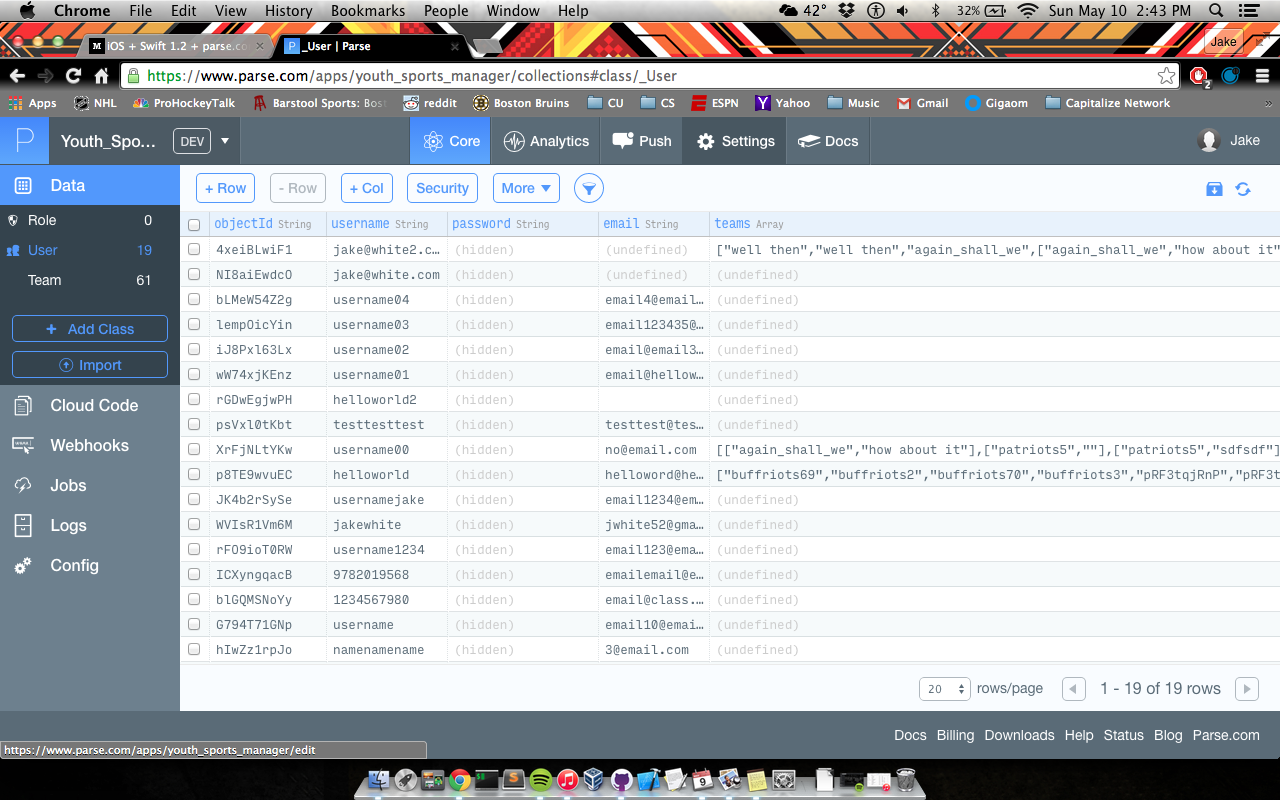 Chrome File Edit View History Bookmarks People Window Help 42° 32% Sun May 10 2:43 PM
M iOS + Swift 1.2 + parse.co P _User | Parse Jake
https://www.parse.com/apps/youth_sports_manager/collections#class/_User 2
Apps NHL ProHockeyTalk Barstool Sports: Bost reddit Boston Bruins CU CS ESPN Yahoo Music Gmail Gigaom Capitalize Network »
P Youth_Spo... DEV Core Analytics Push Settings Docs Jake
Data + Row - Row + Col Security More
Role 0
User 19
Team 61
+ Add Class
Import
Cloud Code
Webhooks
Jobs
Logs
Config
objectId String username String password String email String teams Array
4xeiBLwiF1 jake@white2.c… (hidden) (undefined) ["well then","well then","again_shall_we",["again_shall_we","how about it"
NI8aiEwdcO jake@white.com (hidden) (undefined) (undefined)
bLMeW54Z2g username04 (hidden) email4@email… (undefined)
lempOicYin username03 (hidden) email123435@… (undefined)
iJ8Pxl63Lx username02 (hidden) email@email3… (undefined)
wW74xjKEnz username01 (hidden) email@hellow… (undefined)
rGDwEgjwPH helloworld2 (hidden) (undefined)
psVxl0tKbt testtesttest (hidden) testtest@tes… (undefined)
XrFjNLtYKw username00 (hidden) no@email.com [["again_shall_we","how about it"],["patriots5",""],["patriots5","sdfsdf"]
p8TE9wvuEC helloworld (hidden) helloword@he… ["buffriots69","buffriots2","buffriots70","buffriots3","pRF3tqjRnP","pRF3t
JK4b2rSySe usernamejake (hidden) email1234@em… (undefined)
WVIsR1Vm6M jakewhite (hidden) jwhite52@gma… (undefined)
rFO9ioT0RW username1234 (hidden) email123@ema… (undefined)
ICXyngqacB 9782019568 (hidden) emailemail@e… (undefined)
blGQMSNoYy 1234567980 (hidden) email@class.… (undefined)
G794T71GNp username (hidden) email10@emai… (undefined)
hIwZz1rpJo namenamename (hidden) 3@email.com (undefined)
20 rows/page 1 - 19 of 19 rows
Docs Billing Downloads Help Status Blog Parse.com
https://www.parse.com/apps/youth_sports_manager/edit
9